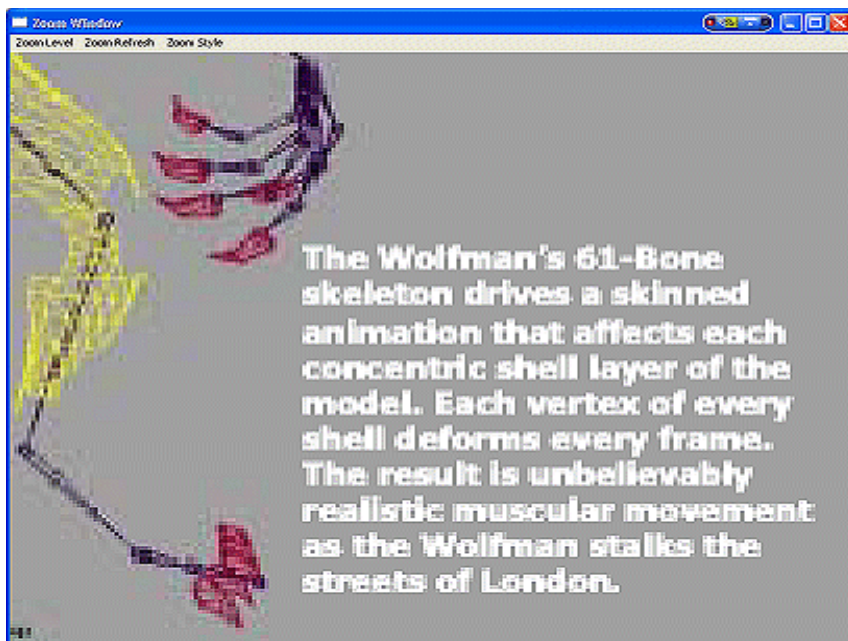 Zoom Window
Zoom Level Zoom Refresh Zoom Style
The Wolfman's 61-Bone
skeleton drives a skinned
animation that affects each
concentric shell layer of the
model. Each vertex of every
shell deforms every frame.
The result is unbelievably
realistic muscular movement
as the Wolfman stalks the
streets of London.